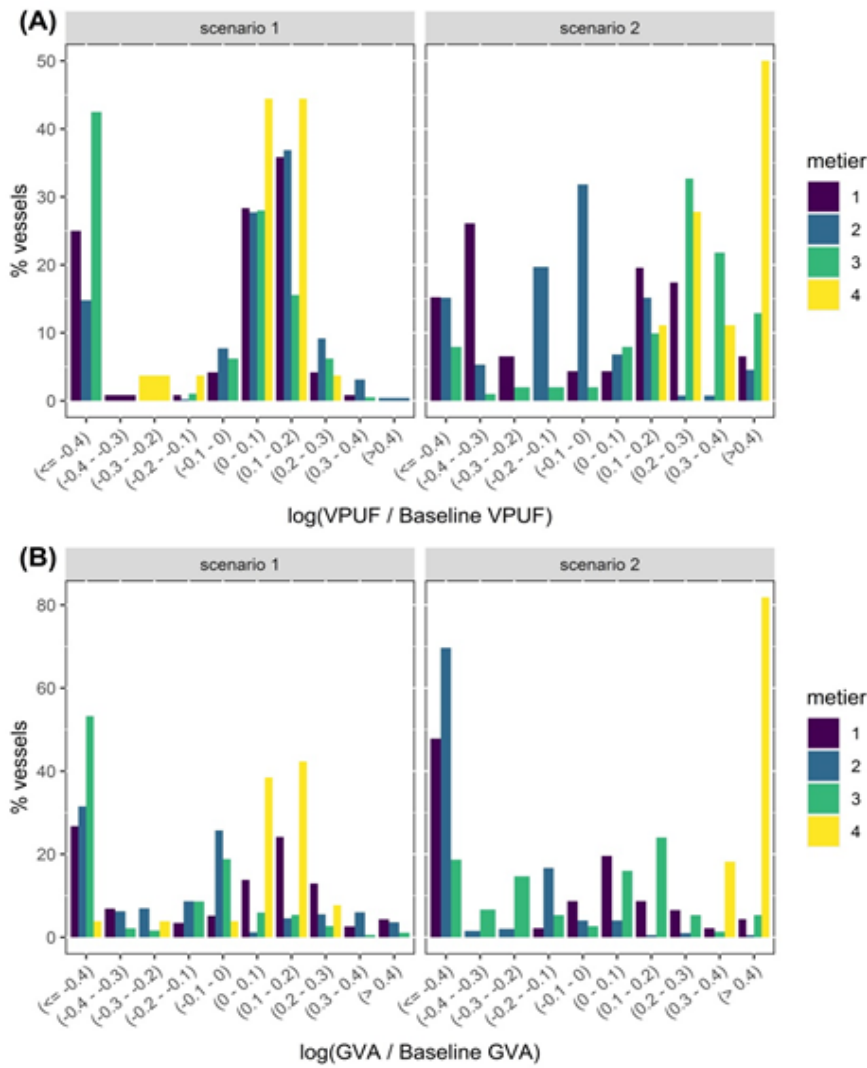 (A)
scenario 1
scenario 2
50
40
30
20
10
0
% vessels
(<= -0.4)
(-0.4 - -0.3)
(-0.3 - -0.2)
(-0.2 - -0.1)
(-0.1 - 0)
(0 - 0.1)
(0.1 - 0.2)
(0.2 - 0.3)
(0.3 - 0.4)
(>0.4)
(<= -0.4)
(-0.4 - -0.3)
(-0.3 - -0.2)
(-0.2 - -0.1)
(-0.1 - 0)
(0 - 0.1)
(0.1 - 0.2)
(0.2 - 0.3)
(0.3 - 0.4)
(> 0.4)
log(VPUF / Baseline VPUF)
metier
1
2
3
4
(B)
scenario 1
scenario 2
80
60
40
20
0
% vessels
(<= -0.4)
(-0.4 - -0.3)
(-0.3 - -0.2)
(-0.2 - -0.1)
(-0.1 - 0)
(0 - 0.1)
(0.1 - 0.2)
(0.2 - 0.3)
(0.3 - 0.4)
(> 0.4)
(<= -0.4)
(-0.4 - -0.3)
(-0.3 - -0.2)
(-0.2 - -0.1)
(-0.1 - 0)
(0 - 0.1)
(0.1 - 0.2)
(0.2 - 0.3)
(0.3 - 0.4)
(> 0.4)
log(GVA / Baseline GVA)
metier
1
2
3
4